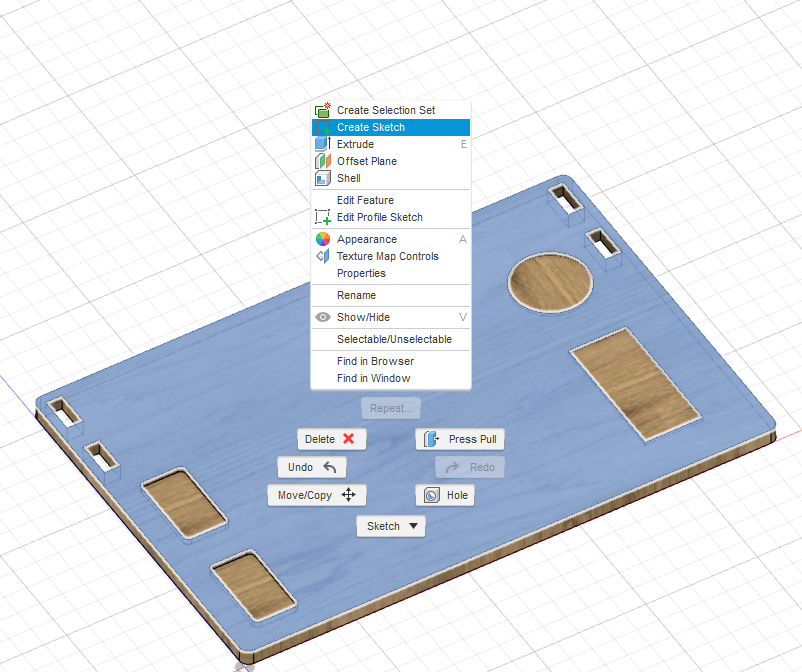 Create Selection Set
Create Sketch
Extrude E
Offset Plane
Shell
Edit Feature
Edit Profile Sketch
Appearance A
Texture Map Controls
Properties
Rename
Show/Hide V
Selectable/Unselectable
Find in Browser
Find in Window
Repeat...
Delete
Press Pull
Undo
Redo
Move/Copy
Hole
Sketch